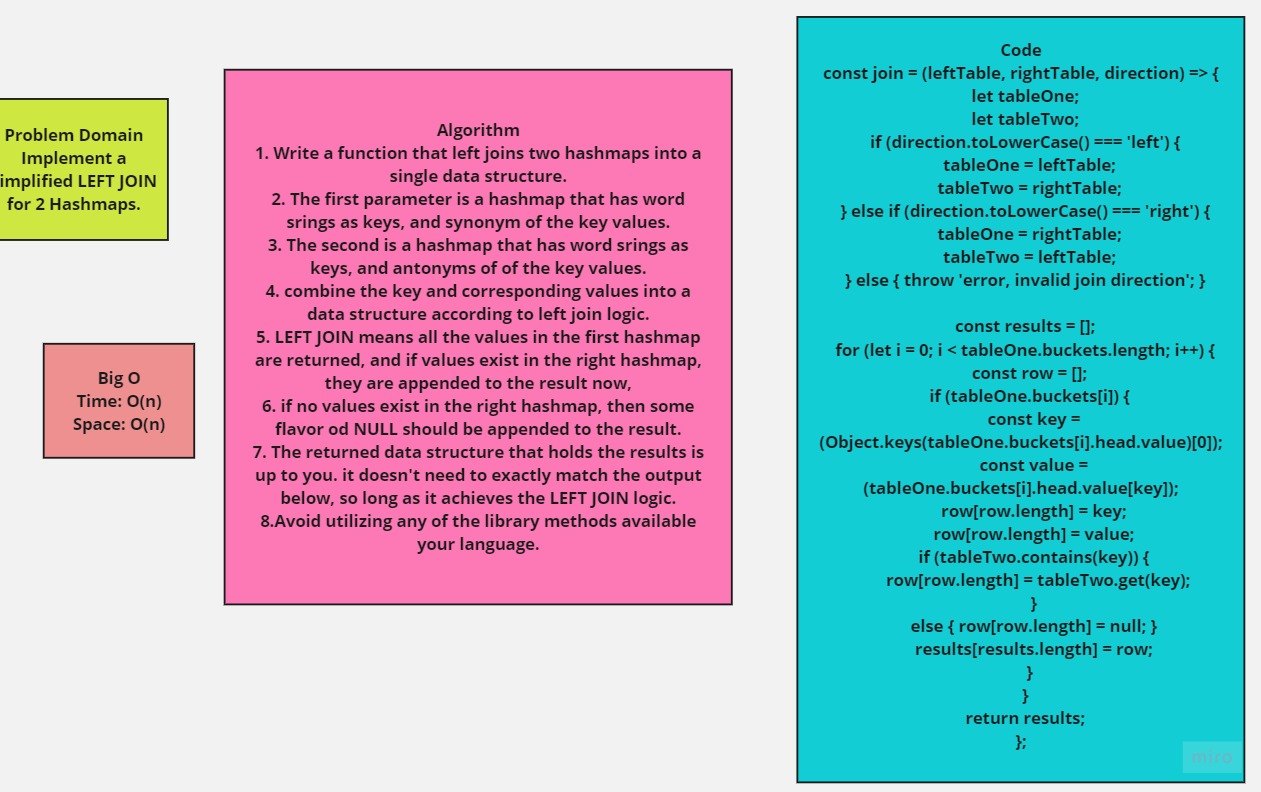 Problem Domain
Implement a
implified LEFT JOIN
for 2 Hashmaps.
Big O
Time: O(n)
Space: O(n)
Algorithm
1. Write a function that left joins two hashmaps into a
single data structure.
2. The first parameter is a hashmap that has word
srings as keys, and synonym of the key values.
3. The second is a hashmap that has word srings as
keys, and antonyms of of the key values.
4. combine the key and corresponding values into a
data structure according to left join logic.
5. LEFT JOIN means all the values in the first hashmap
are returned, and if values exist in the right hashmap,
they are appended to the result now,
6. if no values exist in the right hashmap, then some
flavor od NULL should be appended to the result.
7. The returned data structure that holds the results is
up to you. it doesn't need to exactly match the output
below, so long as it achieves the LEFT JOIN logic.
8.Avoid utilizing any of the library methods available
your language.
Code
const join = (leftTable, rightTable, direction) => {
let tableOne;
let tableTwo;
if (direction.toLowerCase() === 'left') {
tableOne = leftTable;
tableTwo = rightTable;
} else if (direction.toLowerCase() === 'right') {
tableOne = rightTable;
tableTwo = leftTable;
} else { throw 'error, invalid join direction'; }
const results = [];
for (let i = 0; i < tableOne.buckets.length; i++) {
const row = [];
if (tableOne.buckets[i]) {
const key =
(Object.keys(tableOne.buckets[i].head.value)[0]);
const value =
(tableOne.buckets[i].head.value[key]);
row[row.length] = key;
row[row.length] = value;
if (tableTwo.contains(key)) {
row[row.length] = tableTwo.get(key);
}
else { row[row.length] = null; }
results[results.length] = row;
}
}
return results;
};
miro